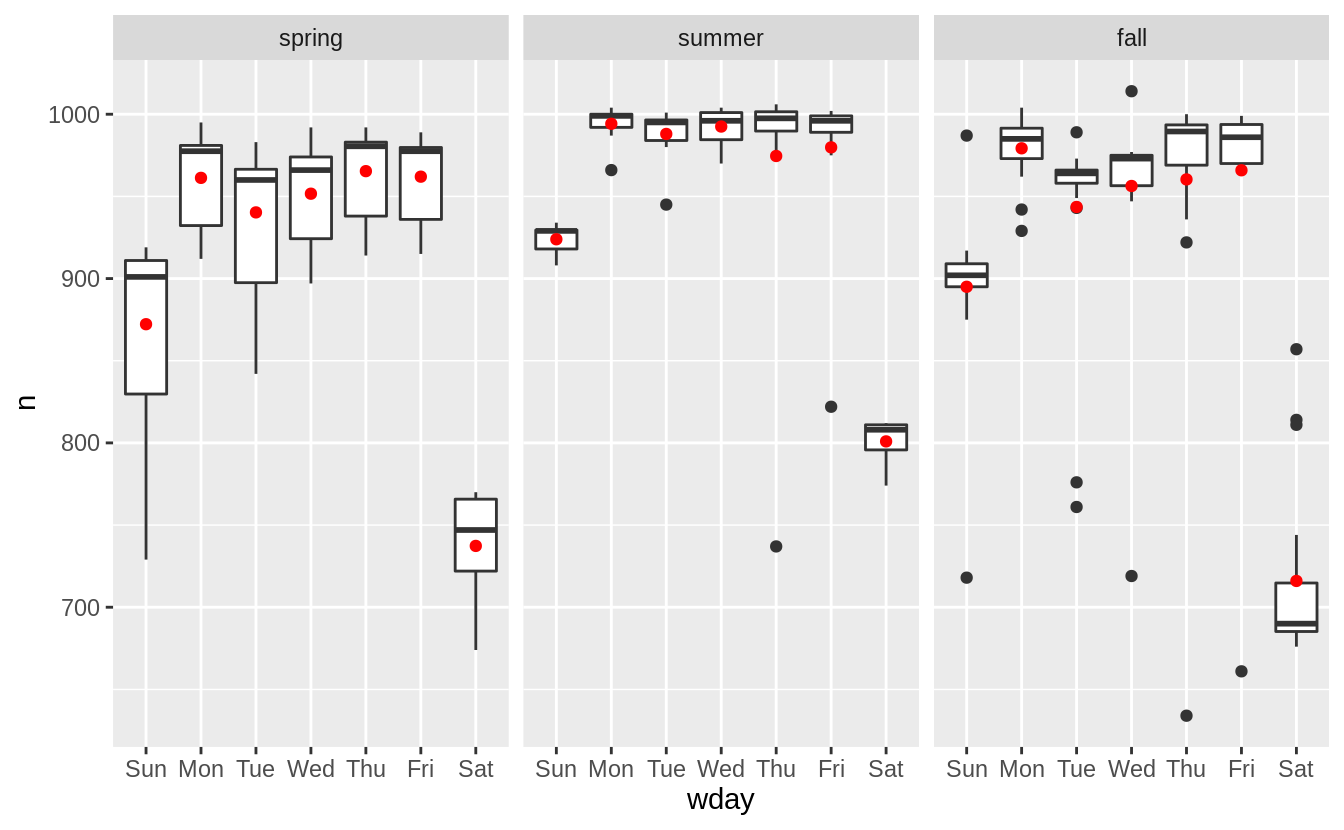 spring summer fall
1000
900
800
700
n
Sun Mon Tue Wed Thu Fri Sat Sun Mon Tue Wed Thu Fri Sat Sun Mon Tue Wed Thu Fri Sat
wday